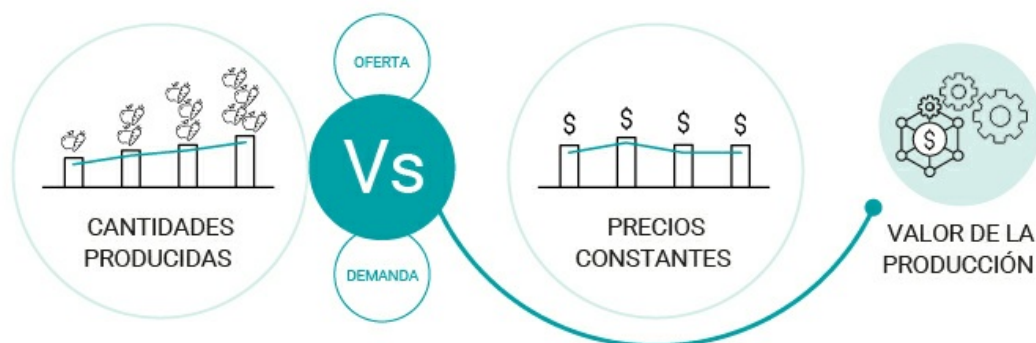 OFERTA
Vs
DEMANDA
CANTIDADES
PRODUCIDAS
$ $ $ $
PRECIOS
CONSTANTES
$
VALOR DE LA
PRODUCCIÓN